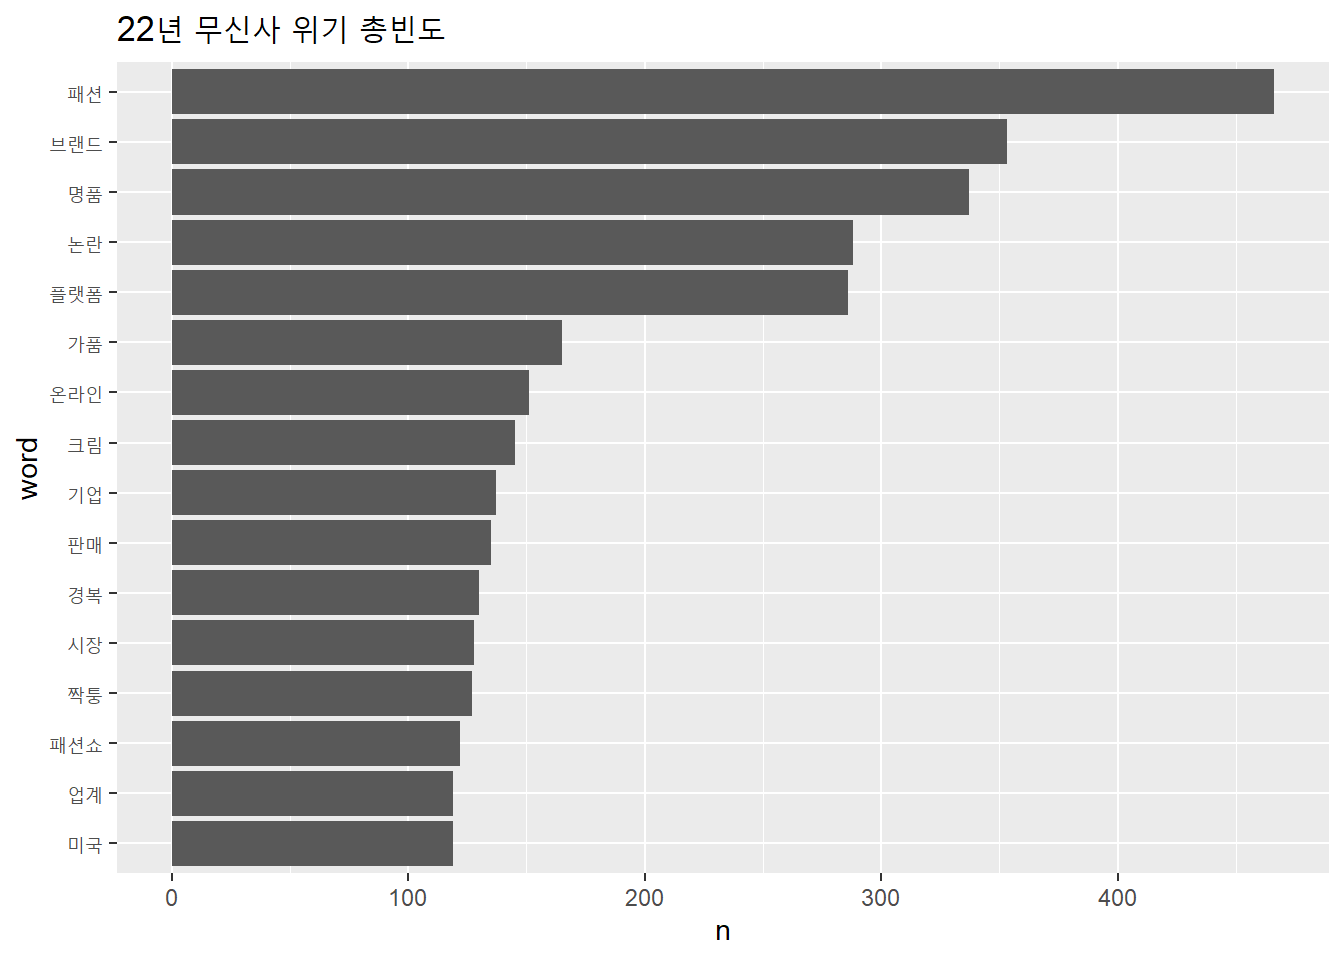 22년 무신사 위기 총빈도
패션
브랜드
명품
논란
플랫폼
가품
온라인
크림
기업
판매
경복
시장
짝퉁
패션쇼
업계
미국
word
0 100 200 300 400
n